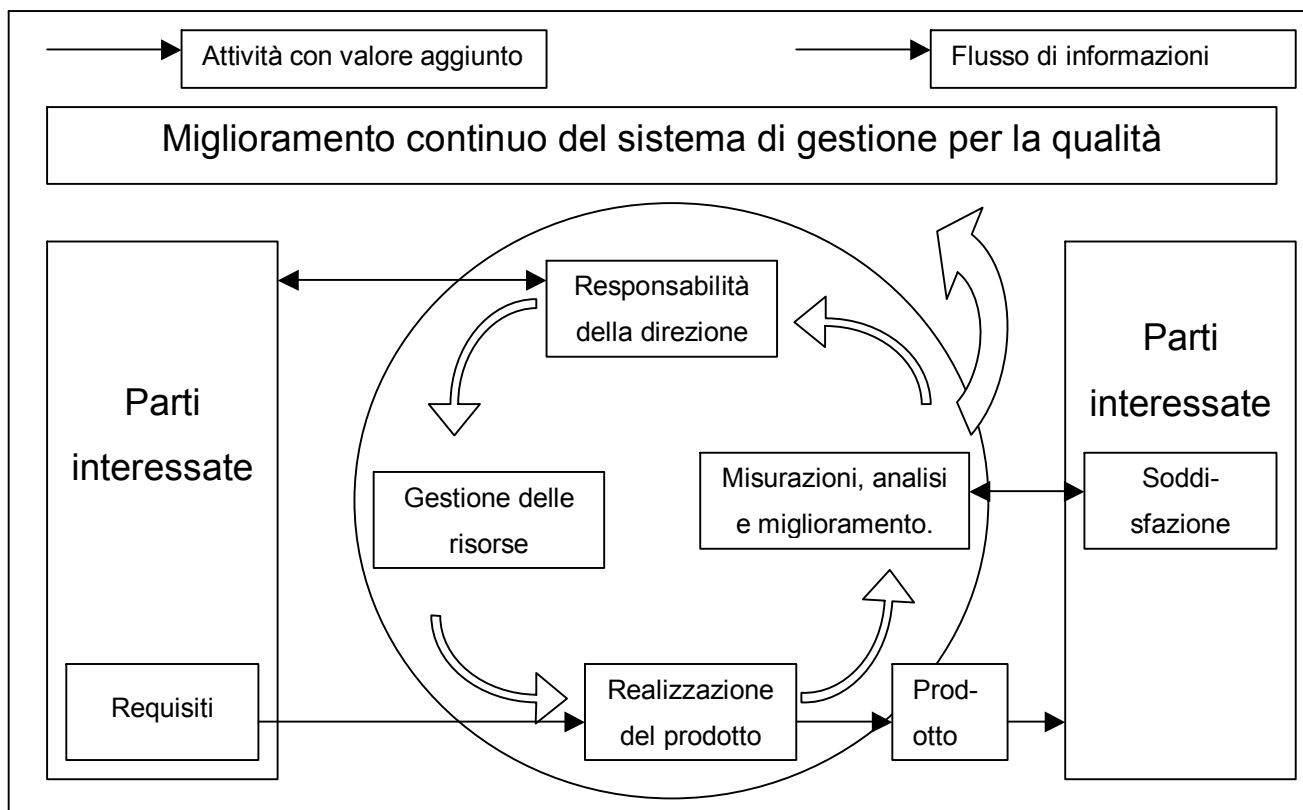 Attività con valore aggiunto
Flusso di informazioni
Miglioramento continuo del sistema di gestione per la qualità
Parti
interessate
Requisiti
Responsabilità
della direzione
Gestione delle
risorse
Misurazioni, analisi
e miglioramento.
Realizzazione
del prodotto
Prod-
otto
Parti
interessate
Soddi-
sfazione